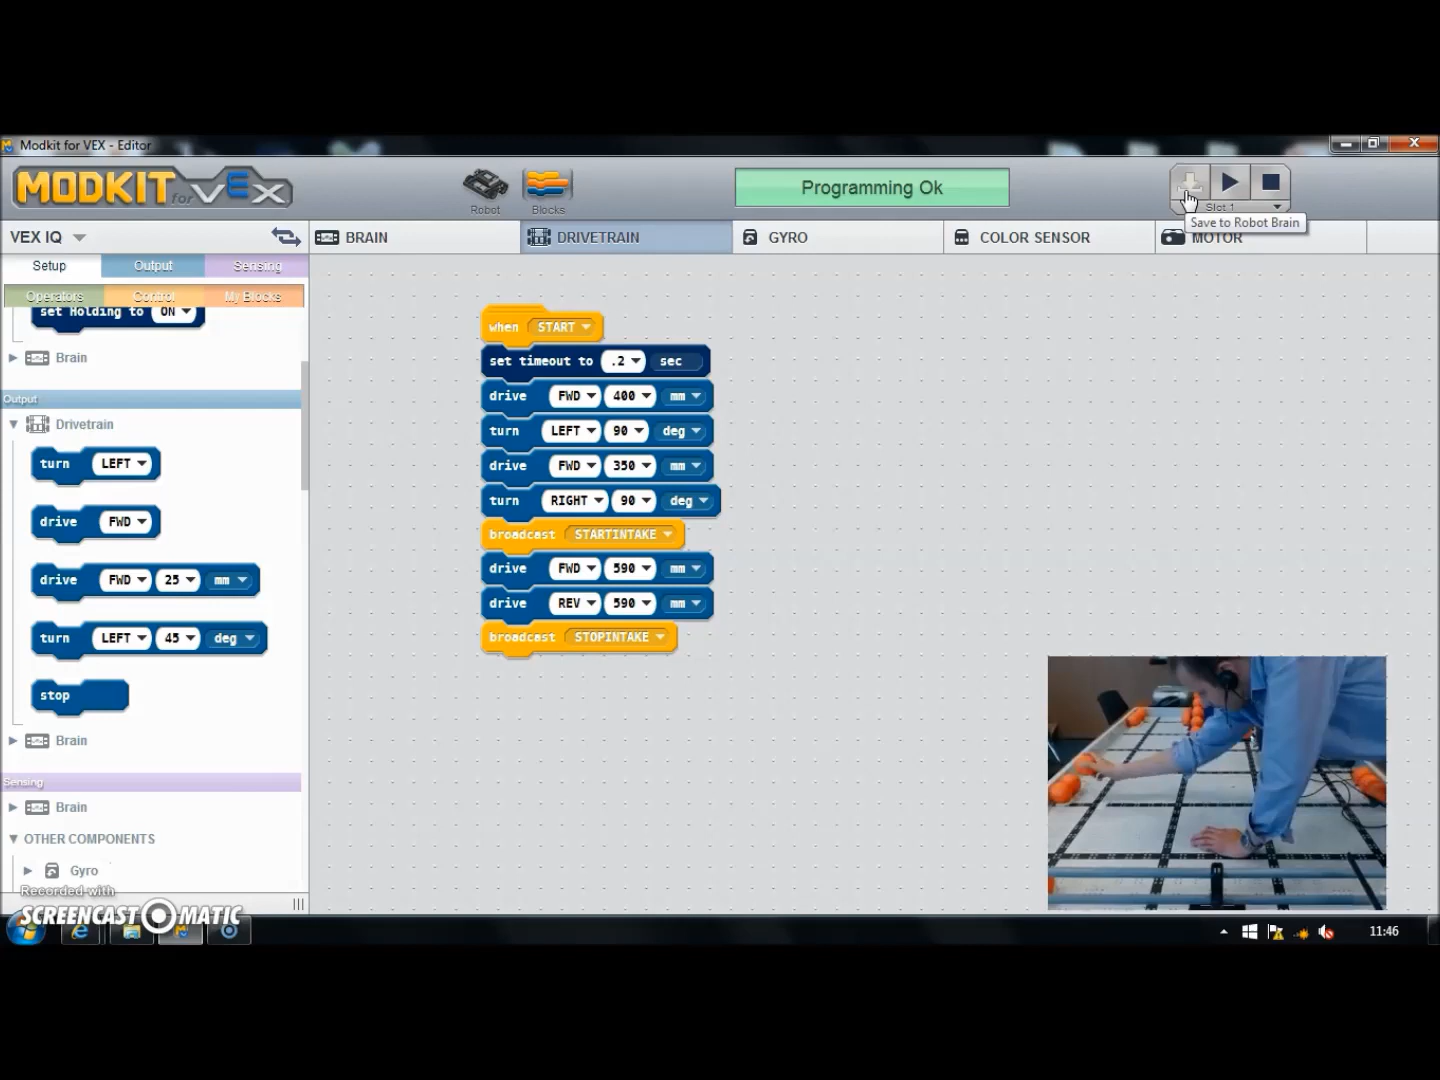 Modkit for VEX - Editor
MODKIT for VEX
Robot
Blocks
Programming Ok
Slot 1
Save to Robot Brain
VEX IQ
BRAIN
DRIVETRAIN
GYRO
COLOR SENSOR
MOTOR
Setup
Output
Sensing
Operators
Control
My Blocks
set Holding to ON
Brain
Output
Drivetrain
turn LEFT
drive FWD
drive FWD 25 mm
turn LEFT 45 deg
stop
Brain
Sensing
Brain
OTHER COMPONENTS
Gyro
when START
set timeout to .2 sec
drive FWD 400 mm
turn LEFT 90 deg
drive FWD 350 mm
turn RIGHT 90 deg
broadcast STARTINTAKE
drive FWD 590 mm
drive REV 590 mm
broadcast STOPINTAKE
Recorded with
SCREENCAST-O-MATIC
11:46